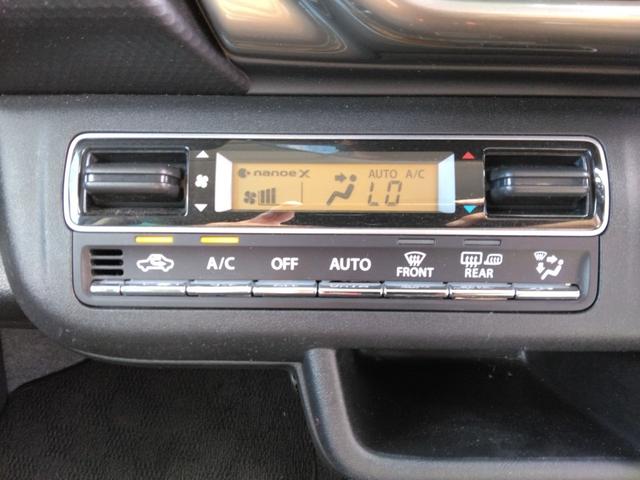 nanoe X AUTO A/C
LO
A/C OFF AUTO FRONT REAR